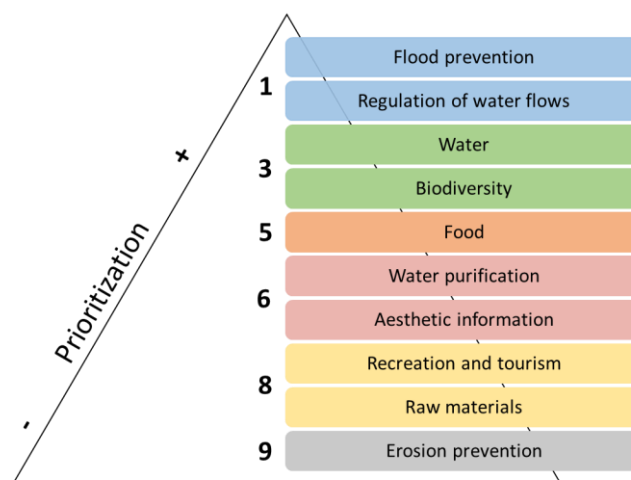 Prioritization
+
-
1
Flood prevention
Regulation of water flows
3
Water
Biodiversity
5
Food
6
Water purification
Aesthetic information
8
Recreation and tourism
Raw materials
9
Erosion prevention